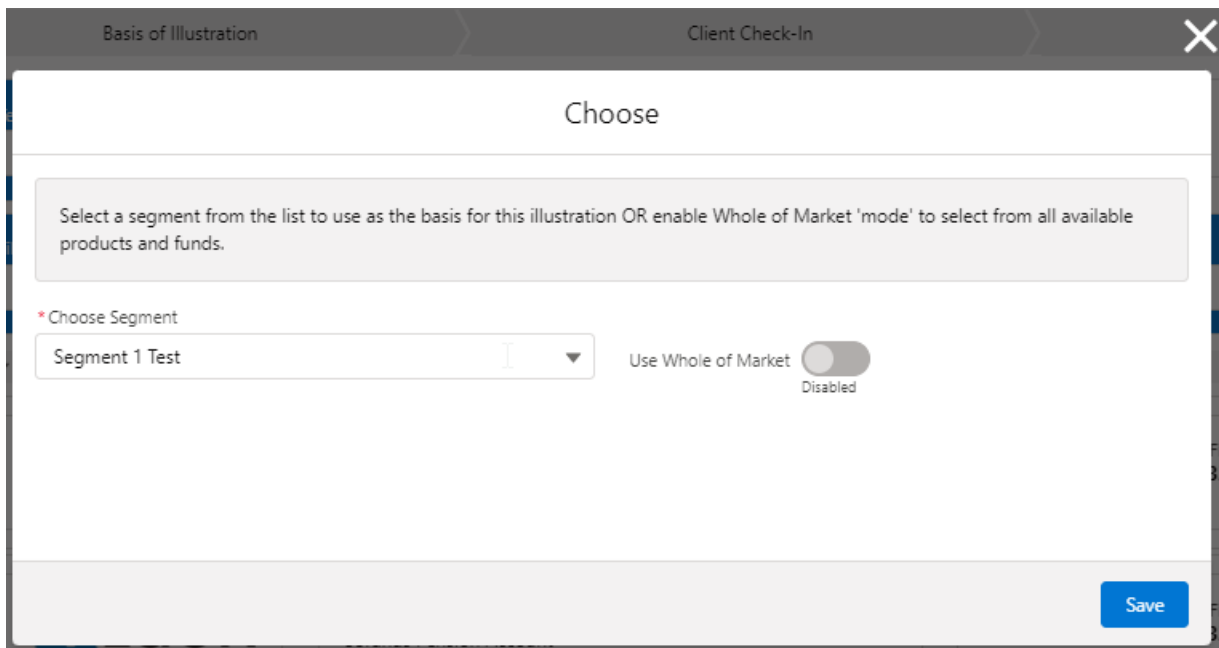 Basis of Illustration
Client Check-In
Choose
Select a segment from the list to use as the basis for this illustration OR enable Whole of Market 'mode' to select from all available
products and funds.
*Choose Segment
Segment 1 Test
Use Whole of Market
Disabled
Save